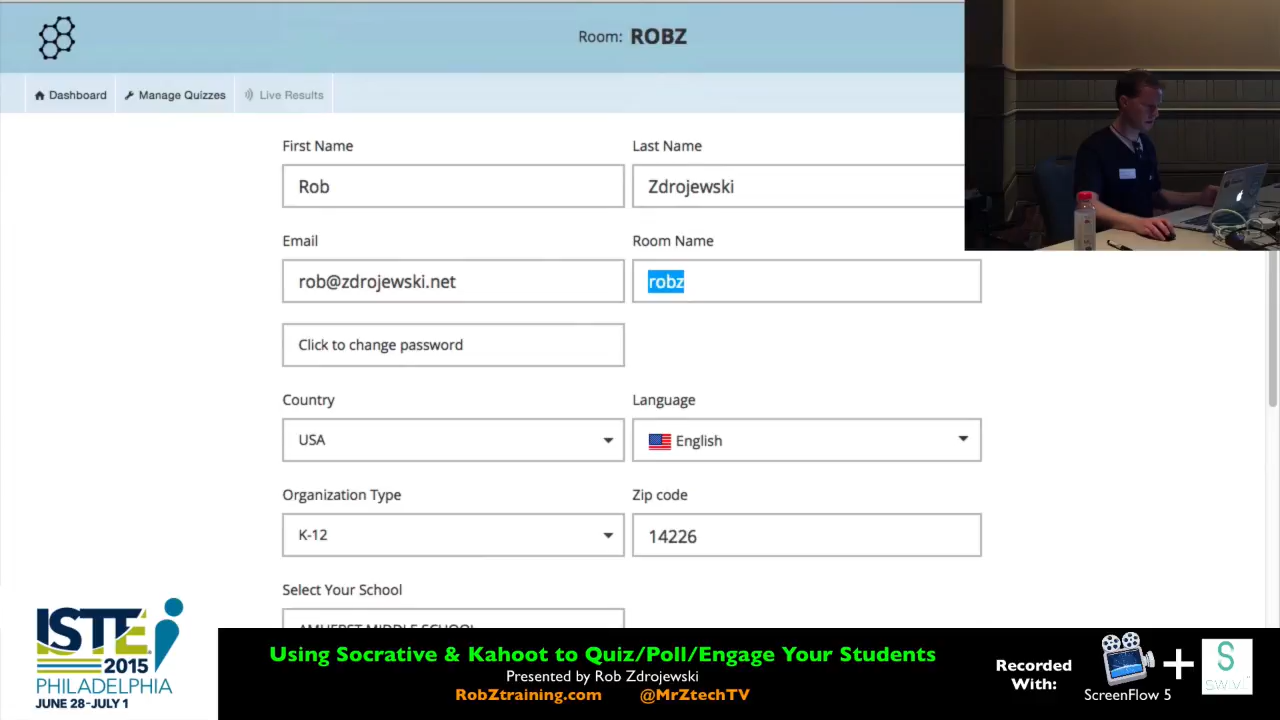 Room: ROBZ
Dashboard
Manage Quizzes
Live Results
First Name
Last Name
Rob
Zdrojewski
Email
Room Name
rob@zdrojewski.net
robz
Click to change password
Country
Language
USA
English
Organization Type
Zip code
K-12
14226
Select Your School
AMHERST MIDDLE SCHOOL
ISTE
2015
PHILADELPHIA
JUNE 28-JULY 1
Using Socrative & Kahoot to Quiz/Poll/Engage Your Students
Presented by Rob Zdrojewski
RobZtraining.com @MrZtechTV
Recorded
With:
ScreenFlow 5
+
S